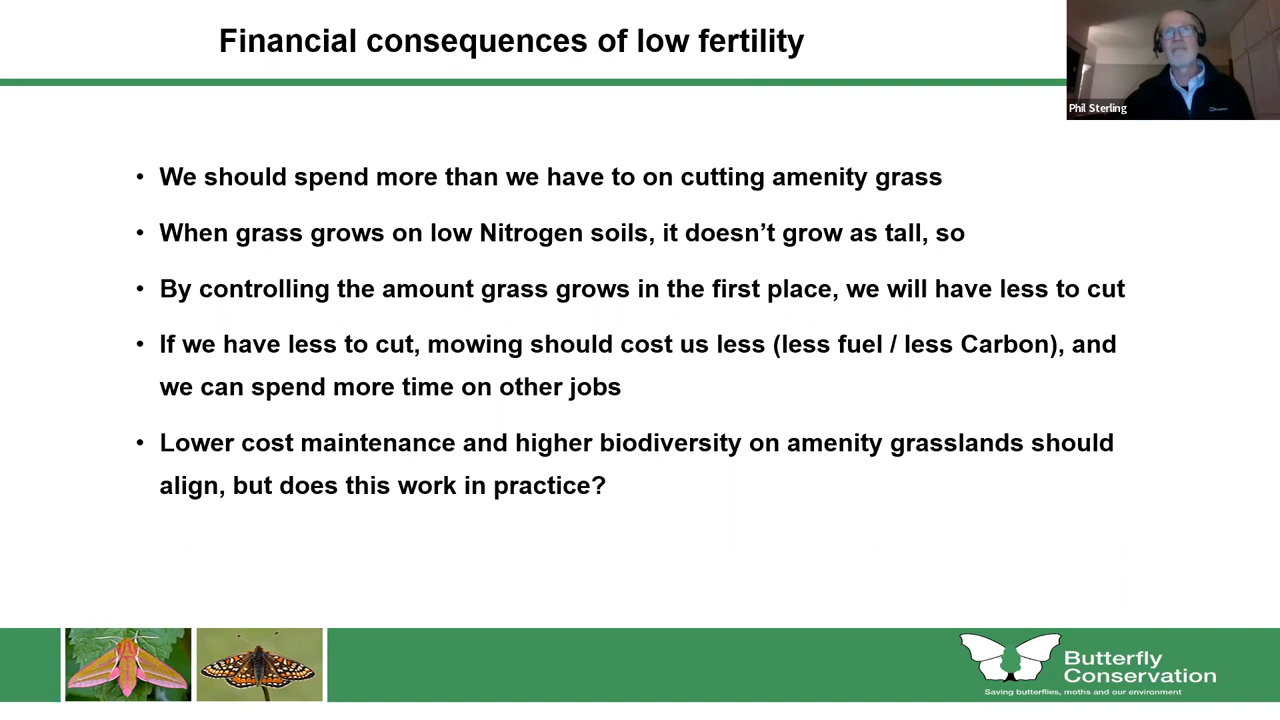 Financial consequences of low fertility
Phil Sterling
• We should spend more than we have to on cutting amenity grass
• When grass grows on low Nitrogen soils, it doesn’t grow as tall, so
• By controlling the amount grass grows in the first place, we will have less to cut
• If we have less to cut, mowing should cost us less (less fuel / less Carbon), and
we can spend more time on other jobs
• Lower cost maintenance and higher biodiversity on amenity grasslands should
align, but does this work in practice?
Butterfly
Conservation
Saving butterflies, moths and our environment